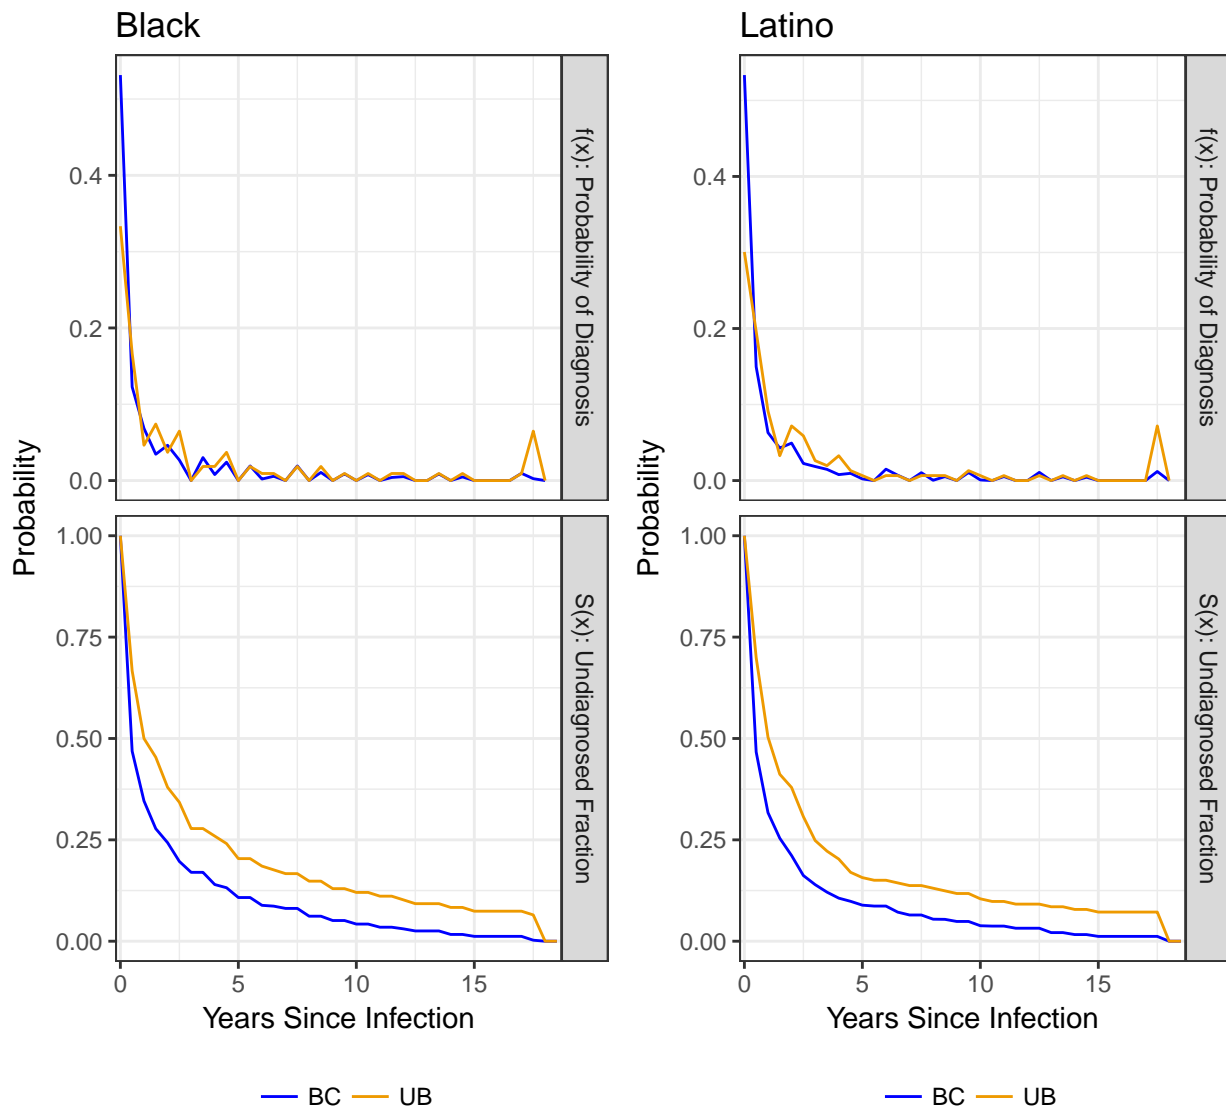 Black
Probability
0.4
0.2
0.0
f(x): Probability of Diagnosis
1.00
0.75
0.50
0.25
0.00
S(x): Undiagnosed Fraction
0 5 10 15
Years Since Infection
BC UB
Latino
Probability
0.4
0.2
0.0
f(x): Probability of Diagnosis
1.00
0.75
0.50
0.25
0.00
S(x): Undiagnosed Fraction
0 5 10 15
Years Since Infection
BC UB